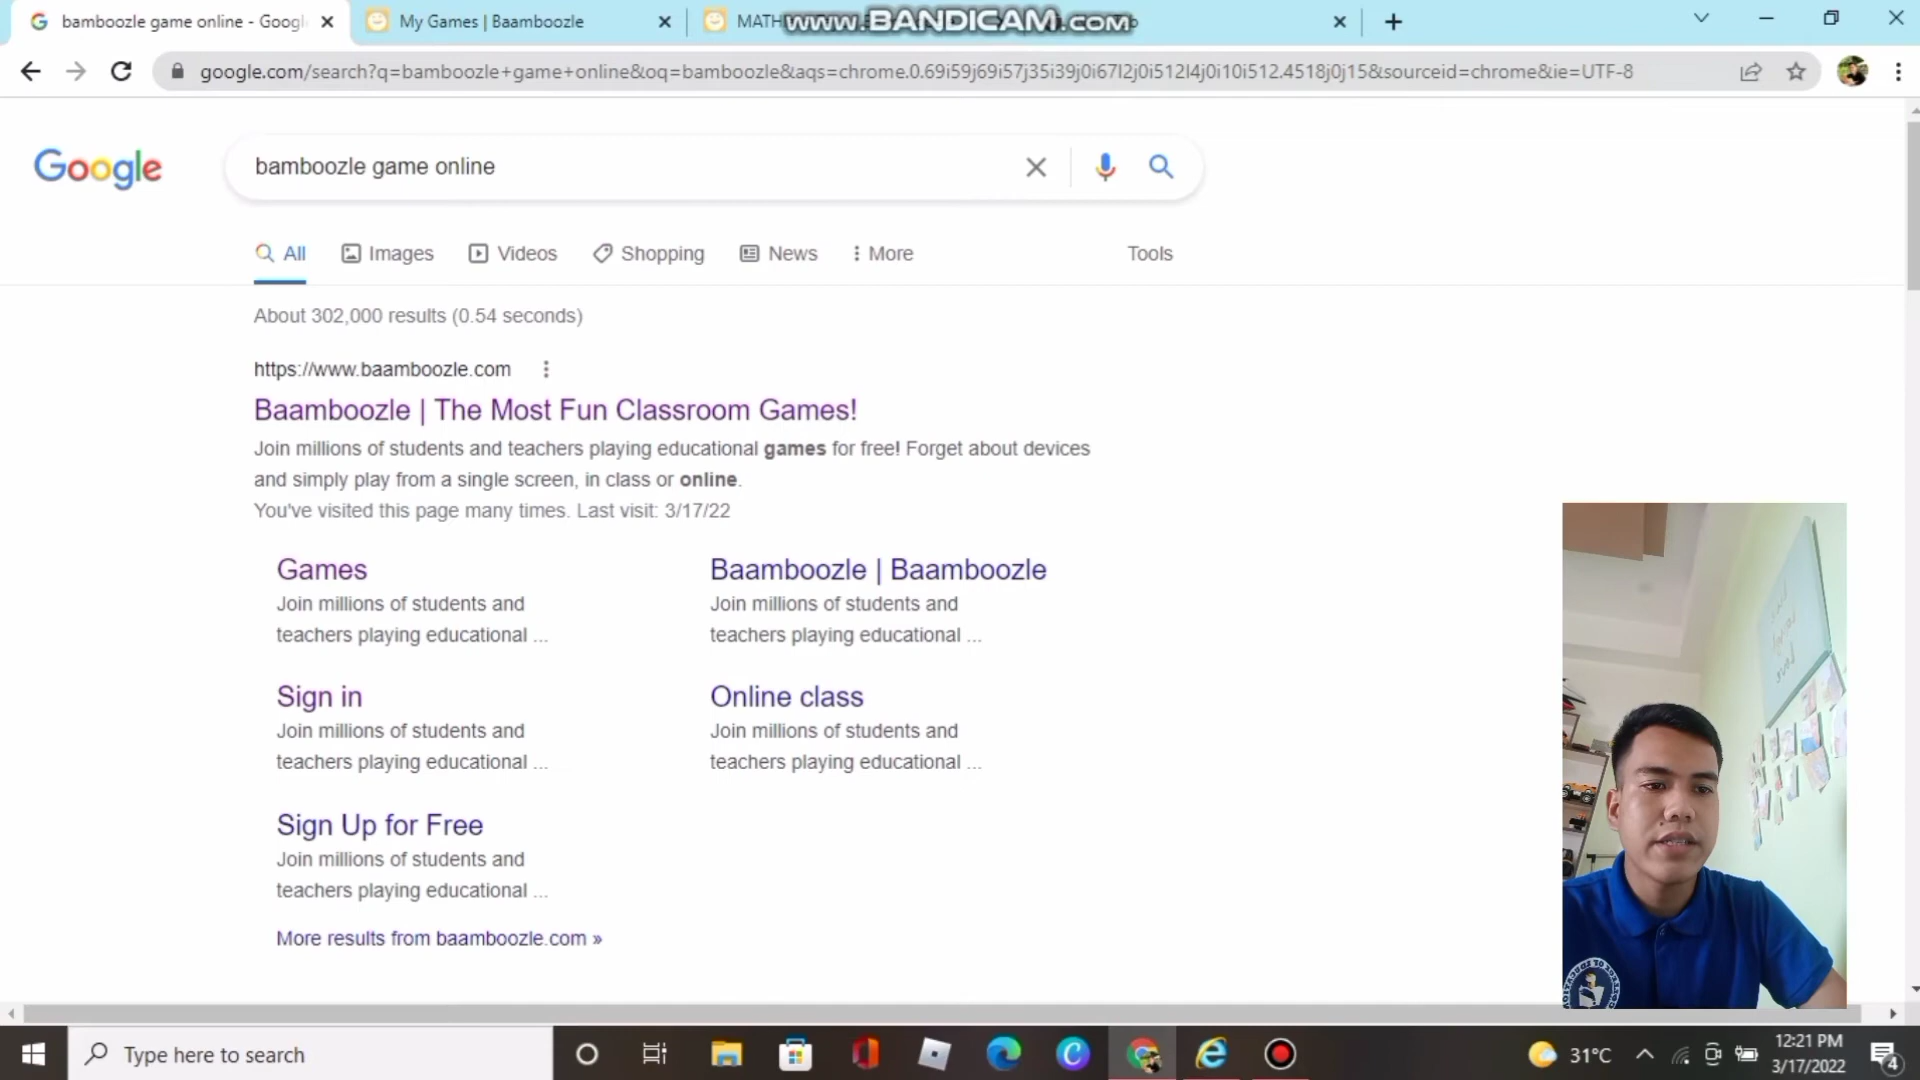 bamboozle game online - Googl
My Games | Baamboozle
MATH
www.BANDICAM.com
google.com/search?q=bamboozle+game+online&oq=bamboozle&aqs=chrome.0.69i59j69i57j35i39j0i67l2j0i512l4j0i10i512.4518j0j15&sourceid=chrome&ie=UTF-8
Google
bamboozle game online
All
Images
Videos
Shopping
News
More
Tools
About 302,000 results (0.54 seconds)
https://www.baamboozle.com
Baamboozle | The Most Fun Classroom Games!
Join millions of students and teachers playing educational games for free! Forget about devices
and simply play from a single screen, in class or online.
You've visited this page many times. Last visit: 3/17/22
Games
Join millions of students and
teachers playing educational ...
Baamboozle | Baamboozle
Join millions of students and
teachers playing educational ...
Sign in
Join millions of students and
teachers playing educational ...
Online class
Join millions of students and
teachers playing educational ...
Sign Up for Free
Join millions of students and
teachers playing educational ...
More results from baamboozle.com »
Type here to search
31°C
12:21 PM
3/17/2022
4